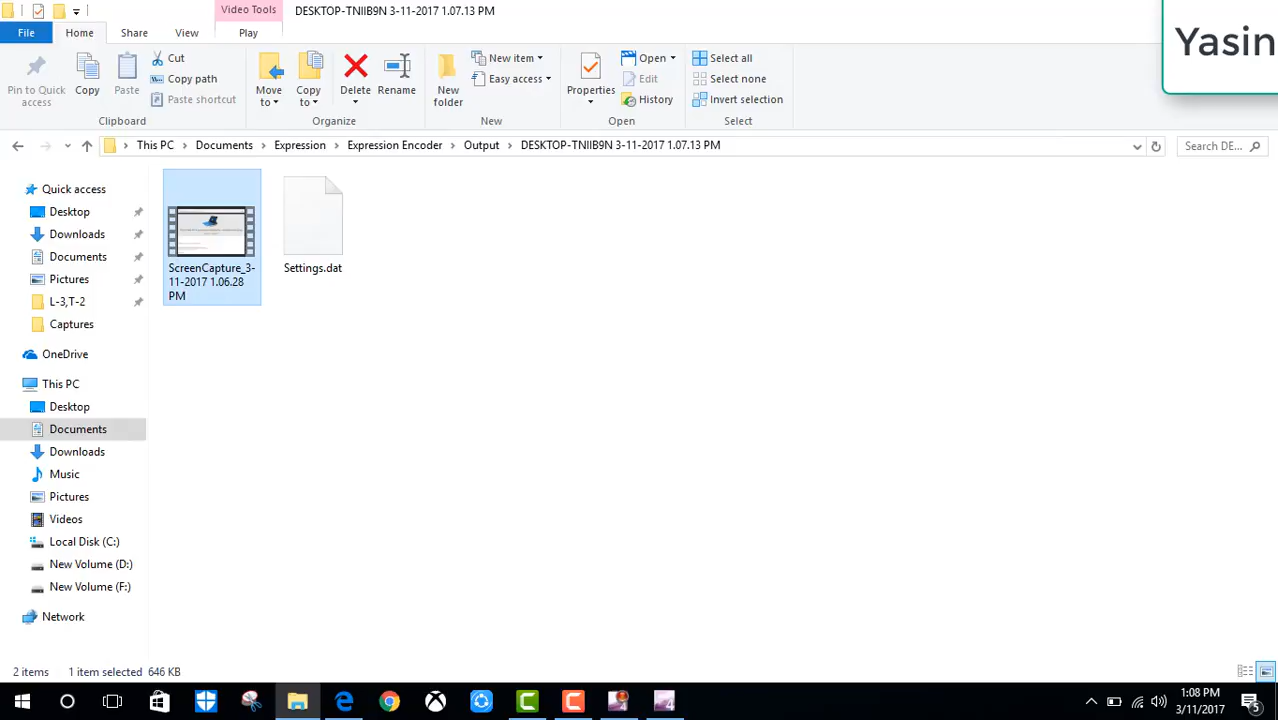 Video Tools
DESKTOP-TNIIB9N 3-11-2017 1.07.13 PM
Yasin
File
Home
Share
View
Play
Pin to Quick
access
Copy
Paste
Cut
Copy path
Paste shortcut
Clipboard
Move
to
Copy
to
Delete
Rename
Organize
New
folder
New item
Easy access
New
Properties
Open
Edit
History
Open
Select all
Select none
Invert selection
Select
This PC
Documents
Expression
Expression Encoder
Output
DESKTOP-TNIIB9N 3-11-2017 1.07.13 PM
Search DE...
Quick access
Desktop
Downloads
Documents
Pictures
L-3,T-2
Captures
OneDrive
This PC
Desktop
Documents
Downloads
Music
Pictures
Videos
Local Disk (C:)
New Volume (D:)
New Volume (F:)
Network
ScreenCapture_3-
11-2017 1.06.28
PM
Settings.dat
2 items
1 item selected 646 KB
4
1:08 PM
3/11/2017
5